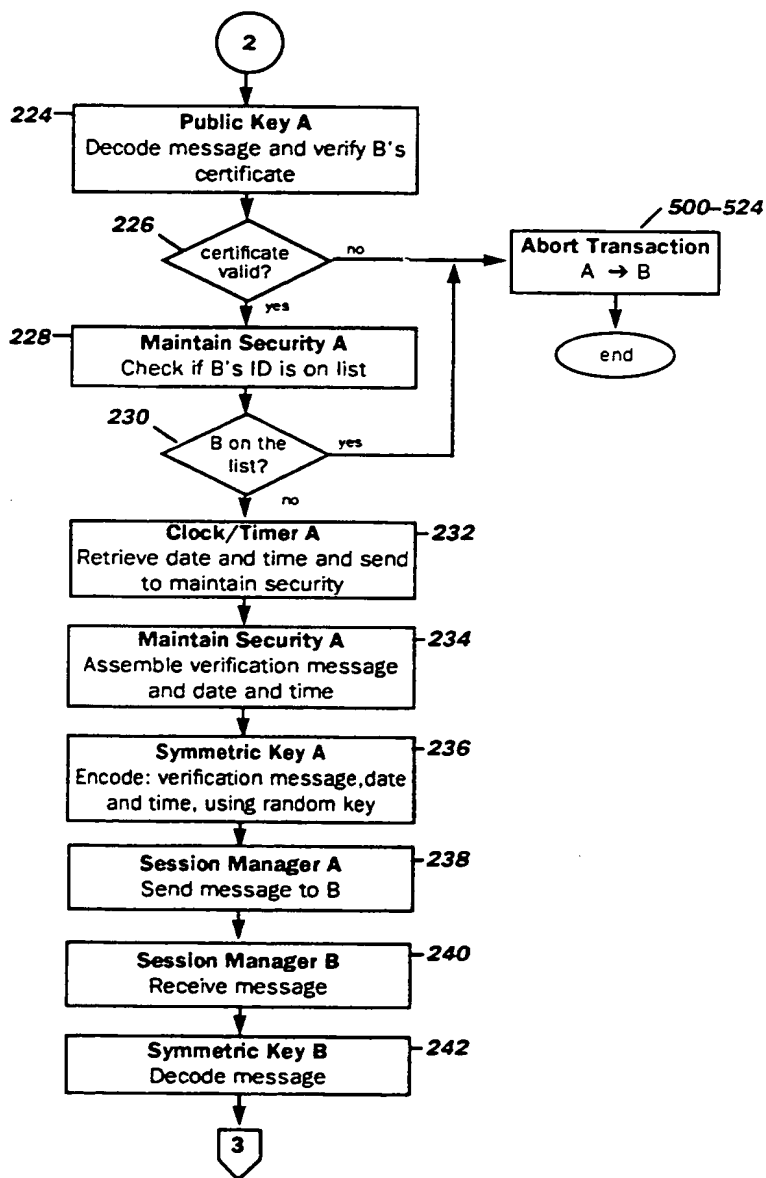 2
224
Public Key A
Decode message and verify B's
certificate
226
certificate
valid?
no
yes
500-524
Abort Transaction
A → B
end
228
Maintain Security A
Check if B's ID is on list
230
B on the
list?
yes
no
Clock/Timer A
Retrieve date and time and send
to maintain security
232
Maintain Security A
Assemble verification message
and date and time
234
Symmetric Key A
Encode: verification message,date
and time, using random key
236
Session Manager A
Send message to B
238
Session Manager B
Receive message
240
Symmetric Key B
Decode message
242
3